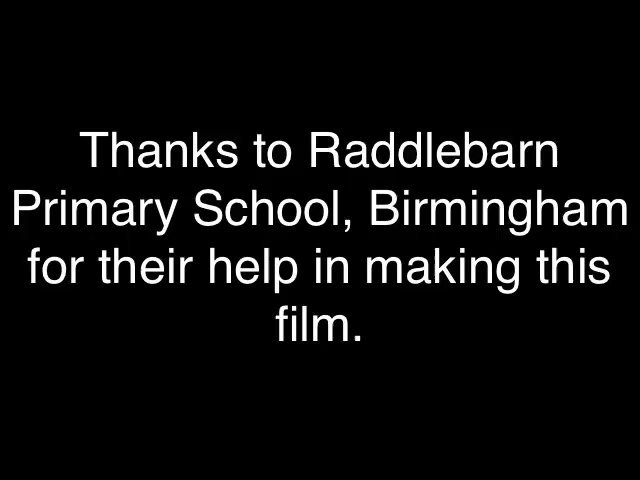 Thanks to Raddlebarn
Primary School, Birmingham
for their help in making this
film.